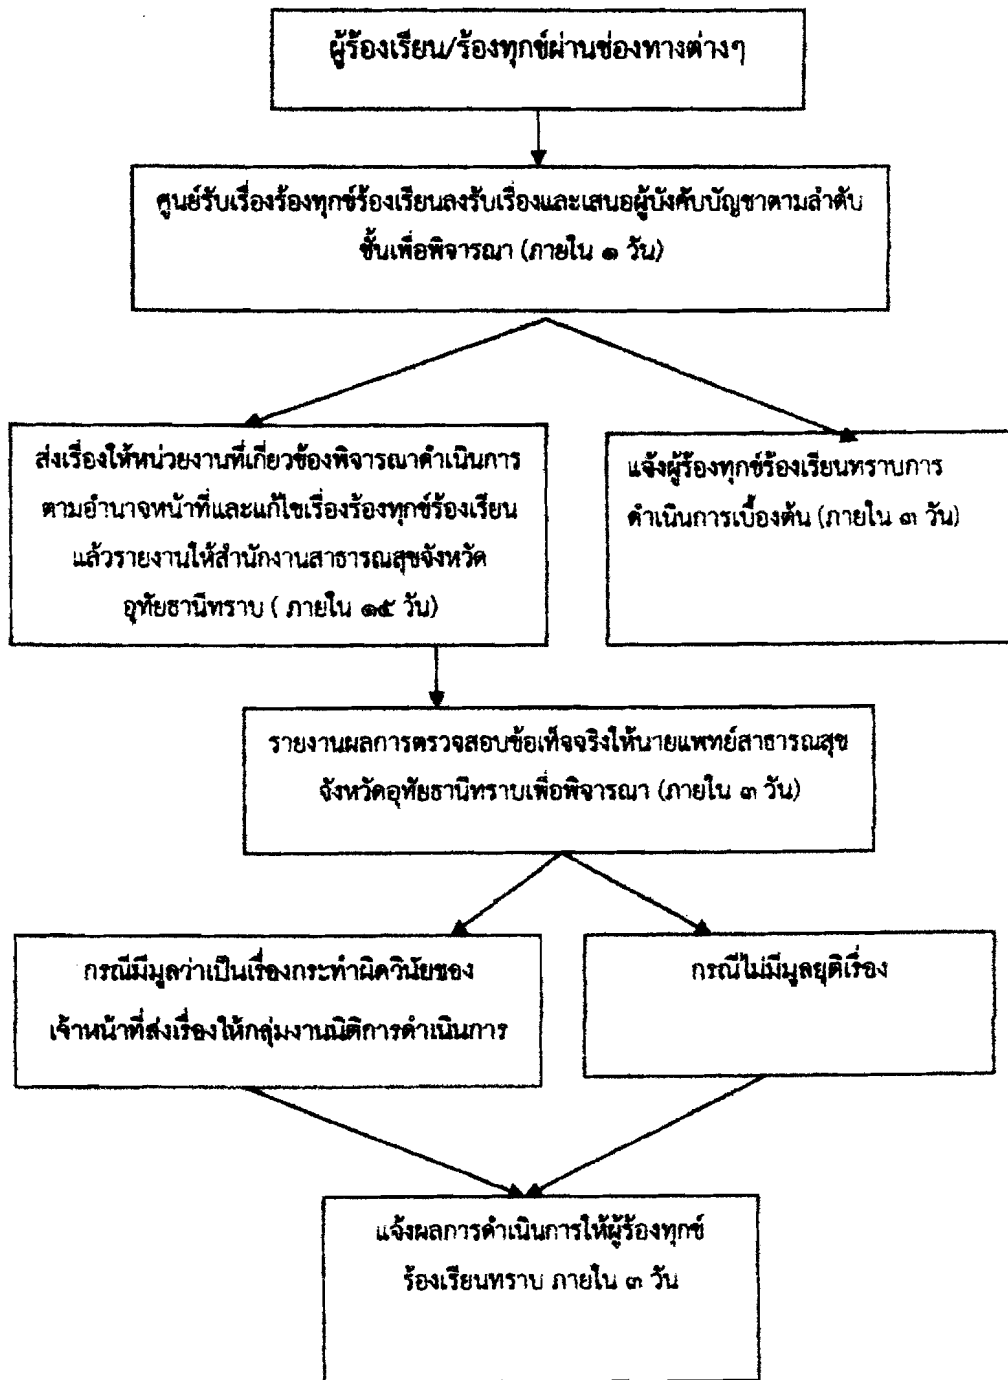 ผู้ร้องเรียน/ร้องทุกข์ผ่านช่องทางต่างๆ
ศูนย์รับเรื่องร้องทุกข์ร้องเรียนลงรับเรื่องและเสนอผู้บังคับบัญชาตามลำดับ
ชั้นเพื่อพิจารณา (ภายใน ๑ วัน)
ส่งเรื่องให้หน่วยงานที่เกี่ยวข้องพิจารณาดำเนินการ
ตามอำนาจหน้าที่และแก้ไขเรื่องร้องทุกข์ร้องเรียน
แล้วรายงานให้สำนักงานสาธารณสุขจังหวัด
อุทัยธานีทราบ ( ภายใน ๑๕ วัน)
แจ้งผู้ร้องทุกข์ร้องเรียนทราบการ
ดำเนินการเบื้องต้น (ภายใน ๓ วัน)
รายงานผลการตรวจสอบข้อเท็จจริงให้นายแพทย์สาธารณสุข
จังหวัดอุทัยธานีทราบเพื่อพิจารณา (ภายใน ๓ วัน)
กรณีมีมูลว่าเป็นเรื่องกระทำผิดวินัยของ
เจ้าหน้าที่ส่งเรื่องให้กลุ่มงานนิติการดำเนินการ
กรณีไม่มีมูลยุติเรื่อง
แจ้งผลการดำเนินการให้ผู้ร้องทุกข์
ร้องเรียนทราบ ภายใน ๓ วัน